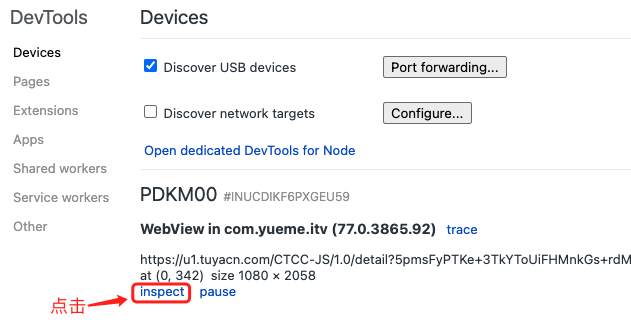 DevTools
Devices
Devices
Pages
Extensions
Apps
Shared workers
Service workers
Other
Discover USB devices
Port forwarding...
Discover network targets
Configure...
Open dedicated DevTools for Node
PDKM00 #INUCDIKF6PXGEU59
WebView in com.yueme.itv (77.0.3865.92) trace
https://u1.tuyacn.com/CTCC-JS/1.0/detail?5pmsFyPTKe+3TkYToUiFHMnkGs+rdM
at (0, 342) size 1080 × 2058
inspect pause
点击